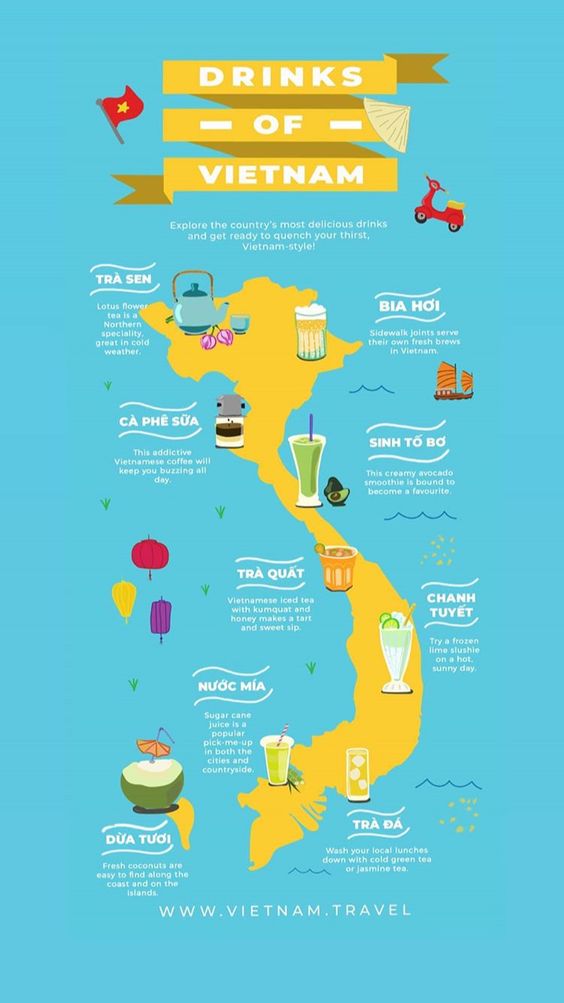 DRINKS
– OF –
VIETNAM
Explore the country's most delicious drinks
and get ready to quench your thirst,
Vietnam-style!
TRÀ SEN
Lotus flower
tea is a
Northern
speciality,
great in cold
weather.
BIA HƠI
Sidewalk joints serve
their own fresh brews
in Vietnam.
CÀ PHÊ SỮA
This addictive
Vietnamese coffee will
keep you buzzing all
day.
SINH TỐ BƠ
This creamy avocado
smoothie is bound to
become a favourite.
TRÀ QUẤT
Vietnamese iced tea
with kumquat and
honey makes a tart
and sweet sip.
CHANH
TUYẾT
Try a frozen
lime slushie
on a hot,
sunny day.
NƯỚC MÍA
Sugar cane
juice is a
popular
pick-me-up
in both the
cities and
countryside.
DỪA TƯƠI
Fresh coconuts are
easy to find along the
coast and on the
islands.
TRÀ ĐÁ
Wash your local lunches
down with cold green tea
or jasmine tea.
WWW.VIETNAM.TRAVEL